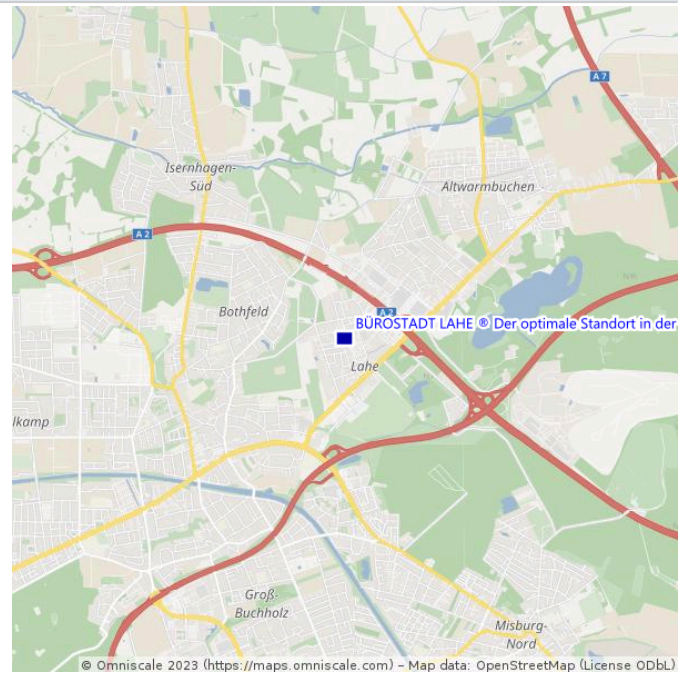 A 7
Isernhagen-
Süd
Altwarmbüchen
A 2
Bothfeld
A 2
BÜROSTADT LAHE ® Der optimale Standort in der
Lahe
lkamp
Groß-
Buchholz
Misburg-
Nord
© Omniscale 2023 (https://maps.omniscale.com) – Map data: OpenStreetMap (License ODbL)